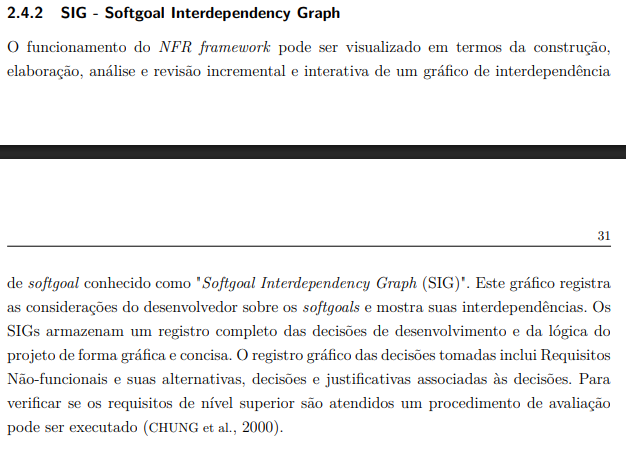 2.4.2 SIG - Softgoal Interdependency Graph
O funcionamento do NFR framework pode ser visualizado em termos da construção,
elaboração, análise e revisão incremental e interativa de um gráfico de interdependência
31
de softgoal conhecido como "Softgoal Interdependency Graph (SIG)". Este gráfico registra
as considerações do desenvolvedor sobre os softgoals e mostra suas interdependências. Os
SIGs armazenam um registro completo das decisões de desenvolvimento e da lógica do
projeto de forma gráfica e concisa. O registro gráfico das decisões tomadas inclui Requisitos
Não-funcionais e suas alternativas, decisões e justificativas associadas às decisões. Para
verificar se os requisitos de nível superior são atendidos um procedimento de avaliação
pode ser executado (CHUNG et al., 2000).